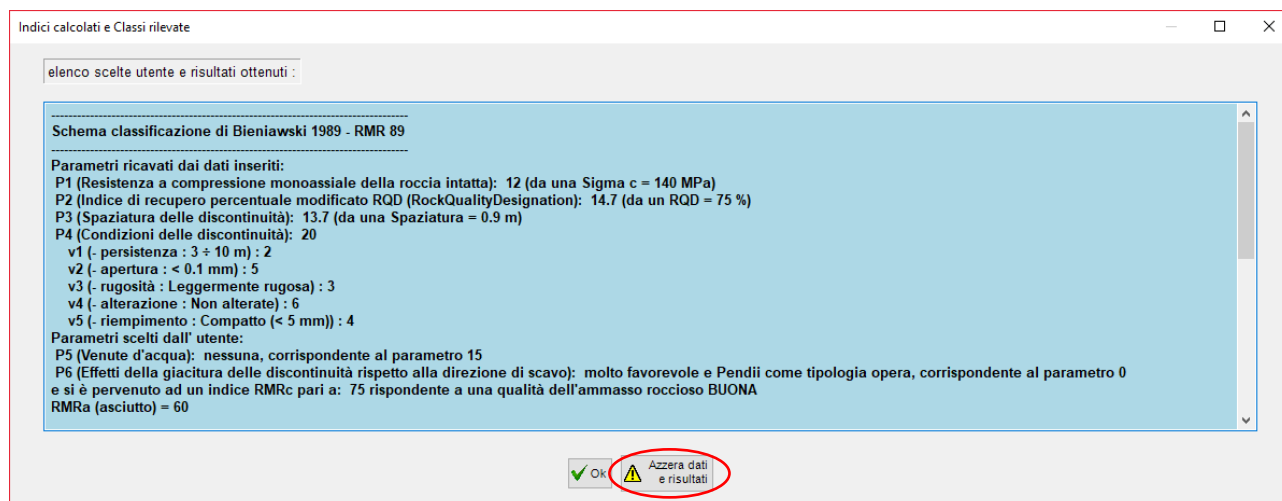 Indici calcolati e Classi rilevate
elenco scelte utente e risultati ottenuti :
--------------------------------------------------------------------------------
Schema classificazione di Bieniawski 1989 - RMR 89
--------------------------------------------------------------------------------
Parametri ricavati dai dati inseriti:
P1 (Resistenza a compressione monoassiale della roccia intatta):  12 (da una Sigma c = 140 MPa)
P2 (Indice di recupero percentuale modificato RQD (RockQualityDesignation):  14.7 (da un RQD = 75 %)
P3 (Spaziatura delle discontinuità):  13.7 (da una Spaziatura = 0.9 m)
P4 (Condizioni delle discontinuità):  20
v1 (- persistenza : 3 ÷ 10 m) : 2
v2 (- apertura : < 0.1 mm) : 5
v3 (- rugosità : Leggermente rugosa) : 3
v4 (- alterazione : Non alterate) : 6
v5 (- riempimento : Compatto (< 5 mm)) : 4
Parametri scelti dall' utente:
P5 (Venute d'acqua):  nessuna, corrispondente al parametro 15
P6 (Effetti della giacitura delle discontinuità rispetto alla direzione di scavo):  molto favorevole e Pendii come tipologia opera, corrispondente al parametro 0
e si è pervenuto ad un indice RMRc pari a:  75 rispondente a una qualità dell'ammasso roccioso BUONA
RMRa (asciutto) = 60
Ok
Azzera dati
e risultati